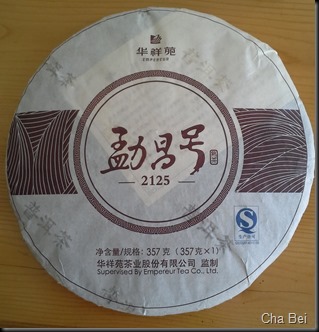 华祥苑
勐昌号
2125
净含量/规格: 357克 (357克×1)
华祥苑茶业股份有限公司 监制
Supervised By Empereur Tea Co., Ltd.
Cha Bei